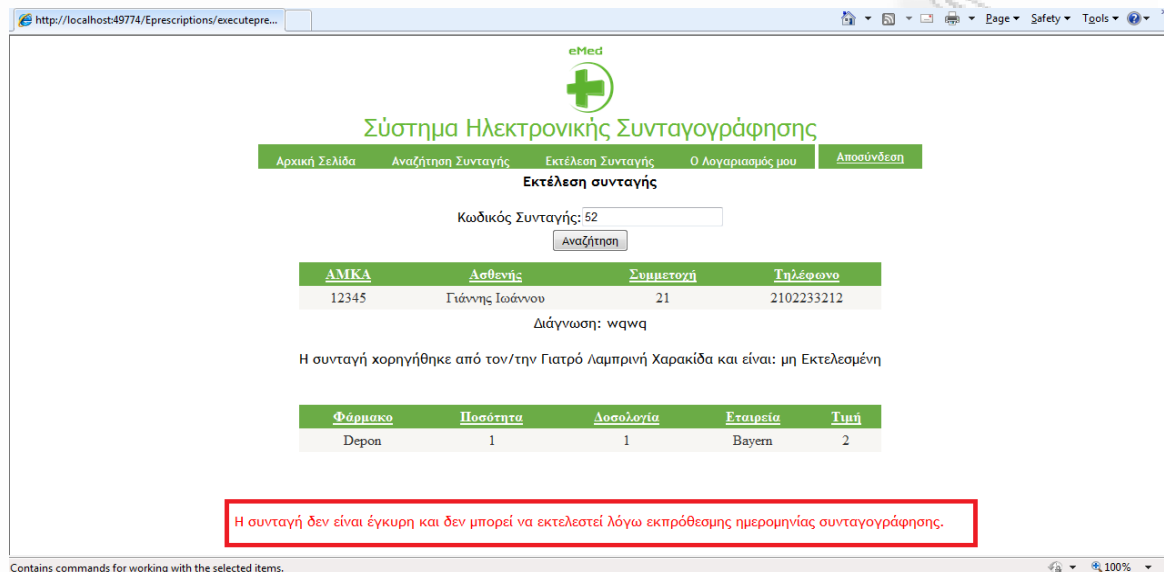 http://localhost:49774/Eprescriptions/executepre...
Page Safety Tools
eMed
Σύστημα Ηλεκτρονικής Συνταγογράφησης
Αρχική Σελίδα Αναζήτηση Συνταγής Εκτέλεση Συνταγής Ο Λογαριασμός μου Αποσύνδεση
Εκτέλεση συνταγής
Κωδικός Συνταγής: 52
Αναζήτηση
ΑΜΚΑ Ασθενής Συμμετοχή Τηλέφωνο
12345 Γιάννης Ιωάννου 21 2102233212
Διάγνωση: wqwq
Η συνταγή χορηγήθηκε από τον/την Γιατρό Λαμπρινή Χαρακίδα και είναι: μη Εκτελεσμένη
Φάρμακο Ποσότητα Δοσολογία Εταιρεία Τιμή
Depon 1 1 Bayern 2
Η συνταγή δεν είναι έγκυρη και δεν μπορεί να εκτελεστεί λόγω εκπρόθεσμης ημερομηνίας συνταγογράφησης.
Contains commands for working with the selected items. 100%